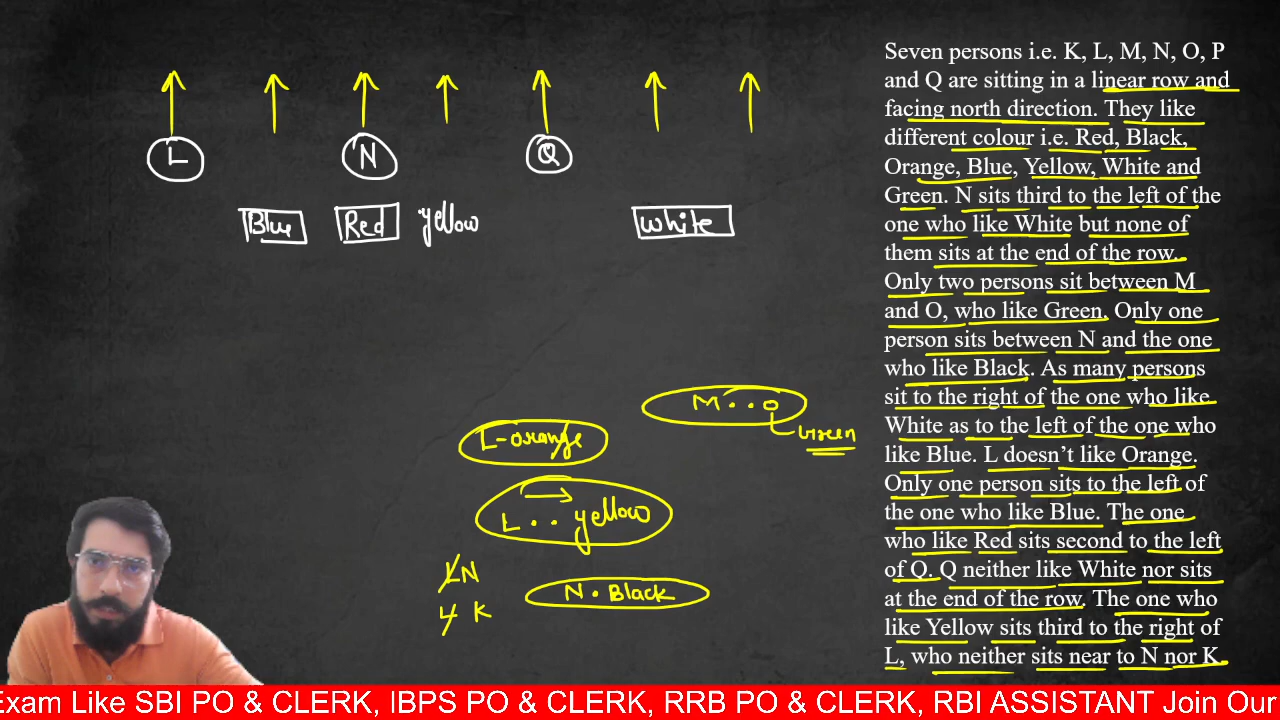 L N Q
Blue Red yellow White
M . . O
Green
L-orange
L . . yellow
LN
4 K
N . Black
Seven persons i.e. K, L, M, N, O, P
and Q are sitting in a linear row and
facing north direction. They like
different colour i.e. Red, Black,
Orange, Blue, Yellow, White and
Green. N sits third to the left of the
one who like White but none of
them sits at the end of the row.
Only two persons sit between M
and O, who like Green. Only one
person sits between N and the one
who like Black. As many persons
sit to the right of the one who like
White as to the left of the one who
like Blue. L doesn’t like Orange.
Only one person sits to the left of
the one who like Blue. The one
who like Red sits second to the left
of Q. Q neither like White nor sits
at the end of the row. The one who
like Yellow sits third to the right of
L, who neither sits near to N nor K.
Exam Like SBI PO & CLERK, IBPS PO & CLERK, RRB PO & CLERK, RBI ASSISTANT Join Our